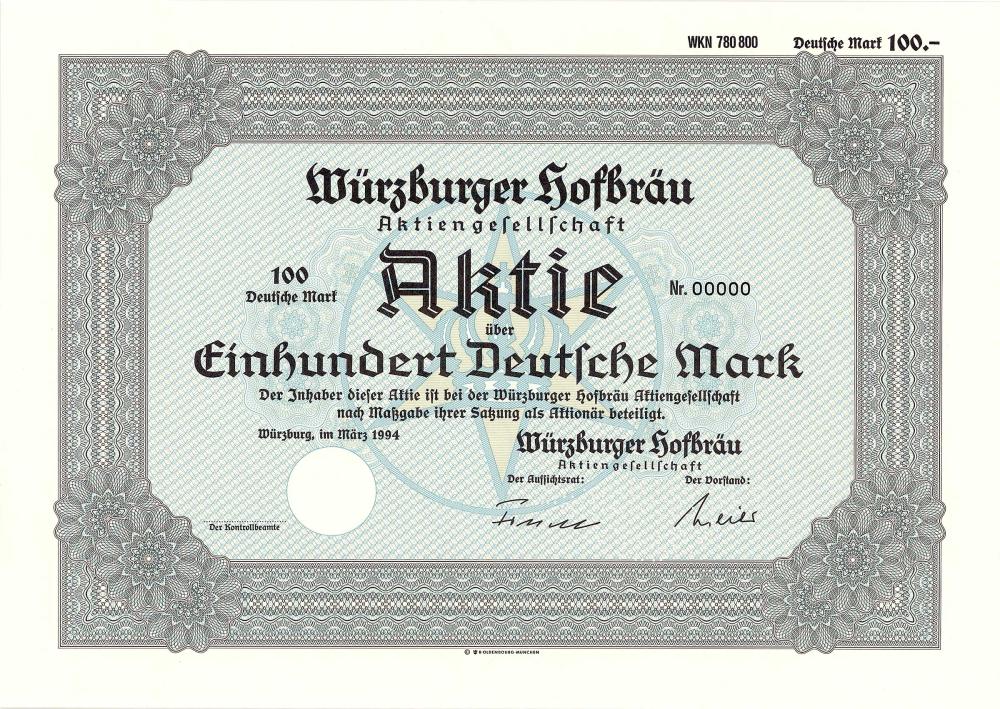 WKN 780 800 Deutsche Mark 100.–
Würzburger Hofbräu
Aktiengesellschaft
Aktie
100
Deutsche Mark
Nr. 00000
über
Einhundert Deutsche Mark
Der Inhaber dieser Aktie ist bei der Würzburger Hofbräu Aktiengesellschaft
nach Maßgabe ihrer Satzung als Aktionär beteiligt.
Würzburg, im März 1994
Würzburger Hofbräu
Aktiengesellschaft
Der Aufsichtsrat: Der Vorstand:
Der Kontrollbeamte
© R·OLDENBOURG·MÜNCHEN